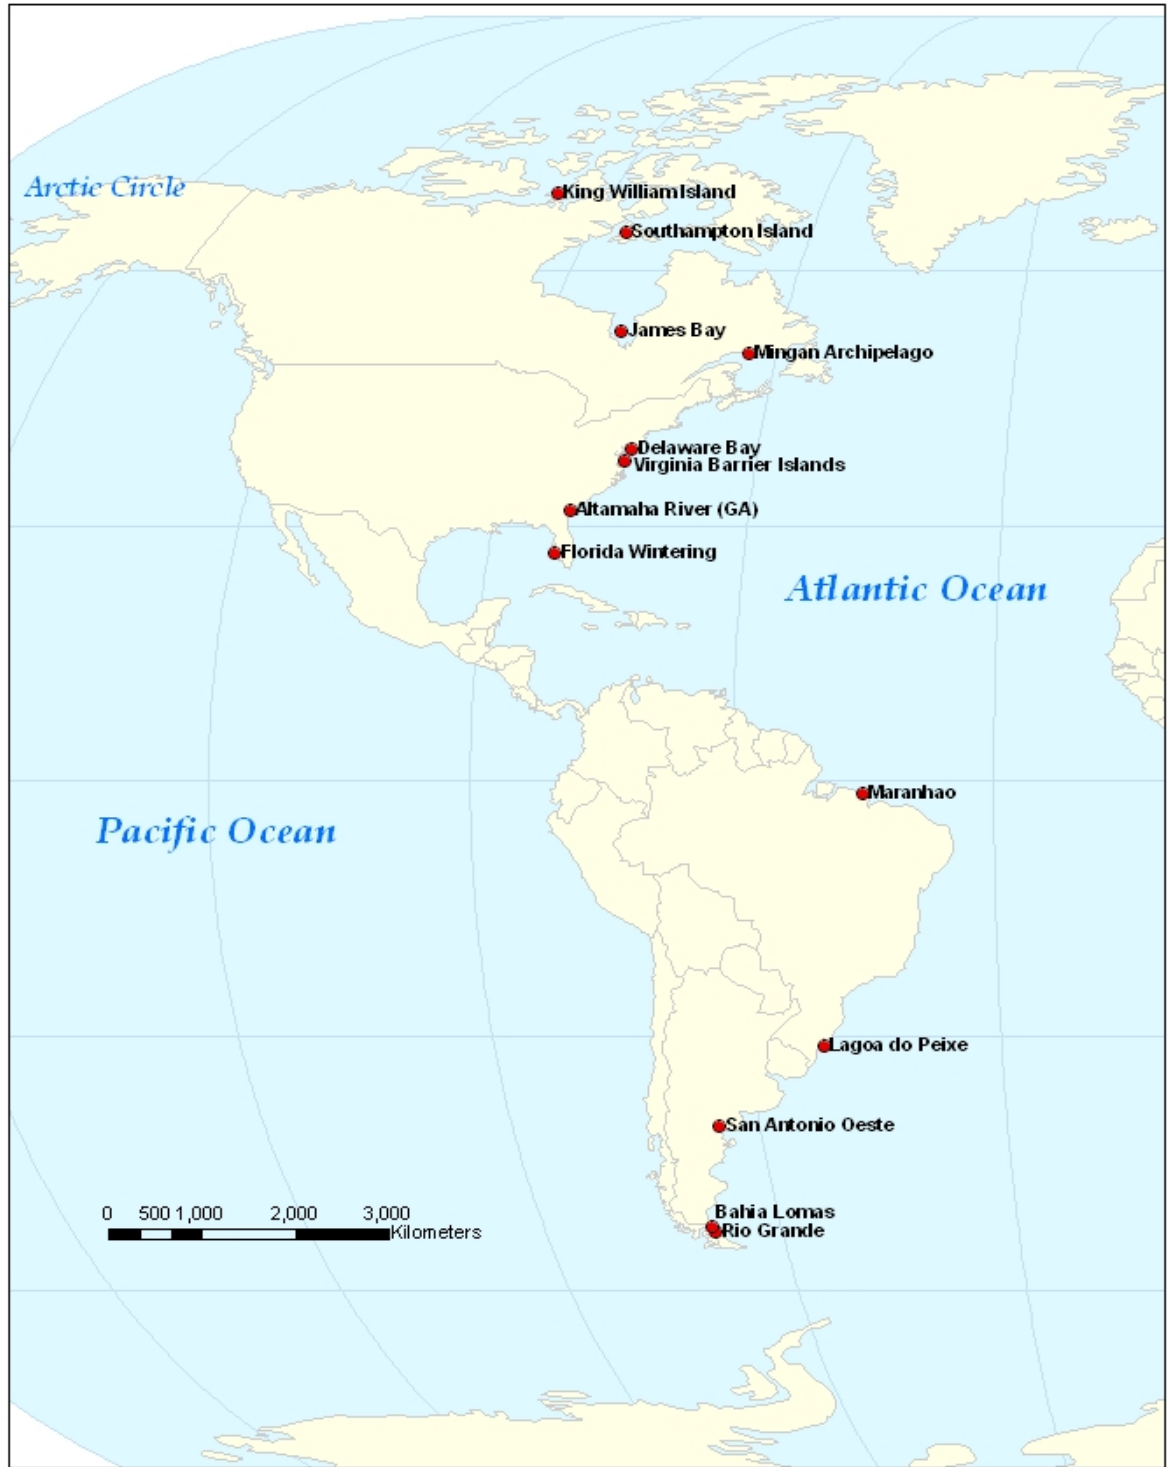 Arctic Circle
King William Island
Southampton Island
James Bay
Mingan Archipelago
Delaware Bay
Virginia Barrier Islands
Altamaha River (GA)
Florida Wintering
Atlantic Ocean
Maranhao
Pacific Ocean
Lagoa do Peixe
San Antonio Oeste
Bahia Lomas
0 500 1,000 2,000 3,000
Kilometers
Rio Grande